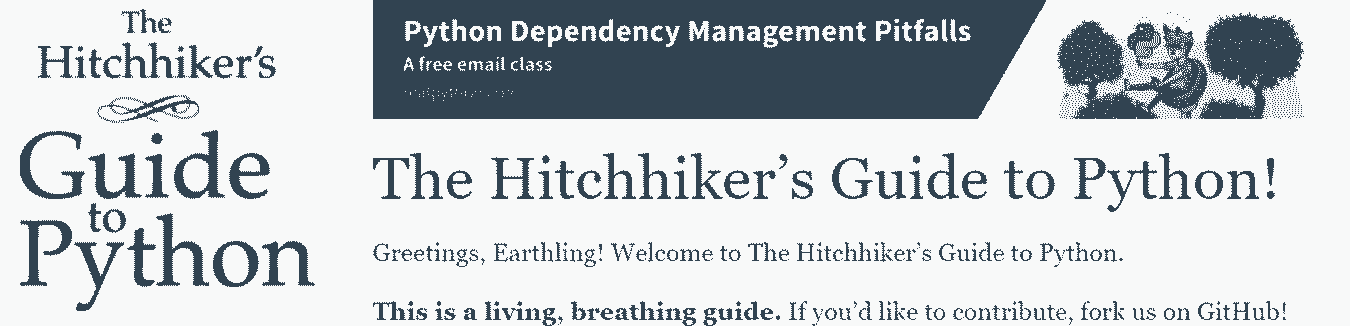 The
Hitchhiker's
Guide
to
Python
Python Dependency Management Pitfalls
A free email class
realpython.com
The Hitchhiker’s Guide to Python!
Greetings, Earthling! Welcome to The Hitchhiker’s Guide to Python.
This is a living, breathing guide. If you’d like to contribute, fork us on GitHub!